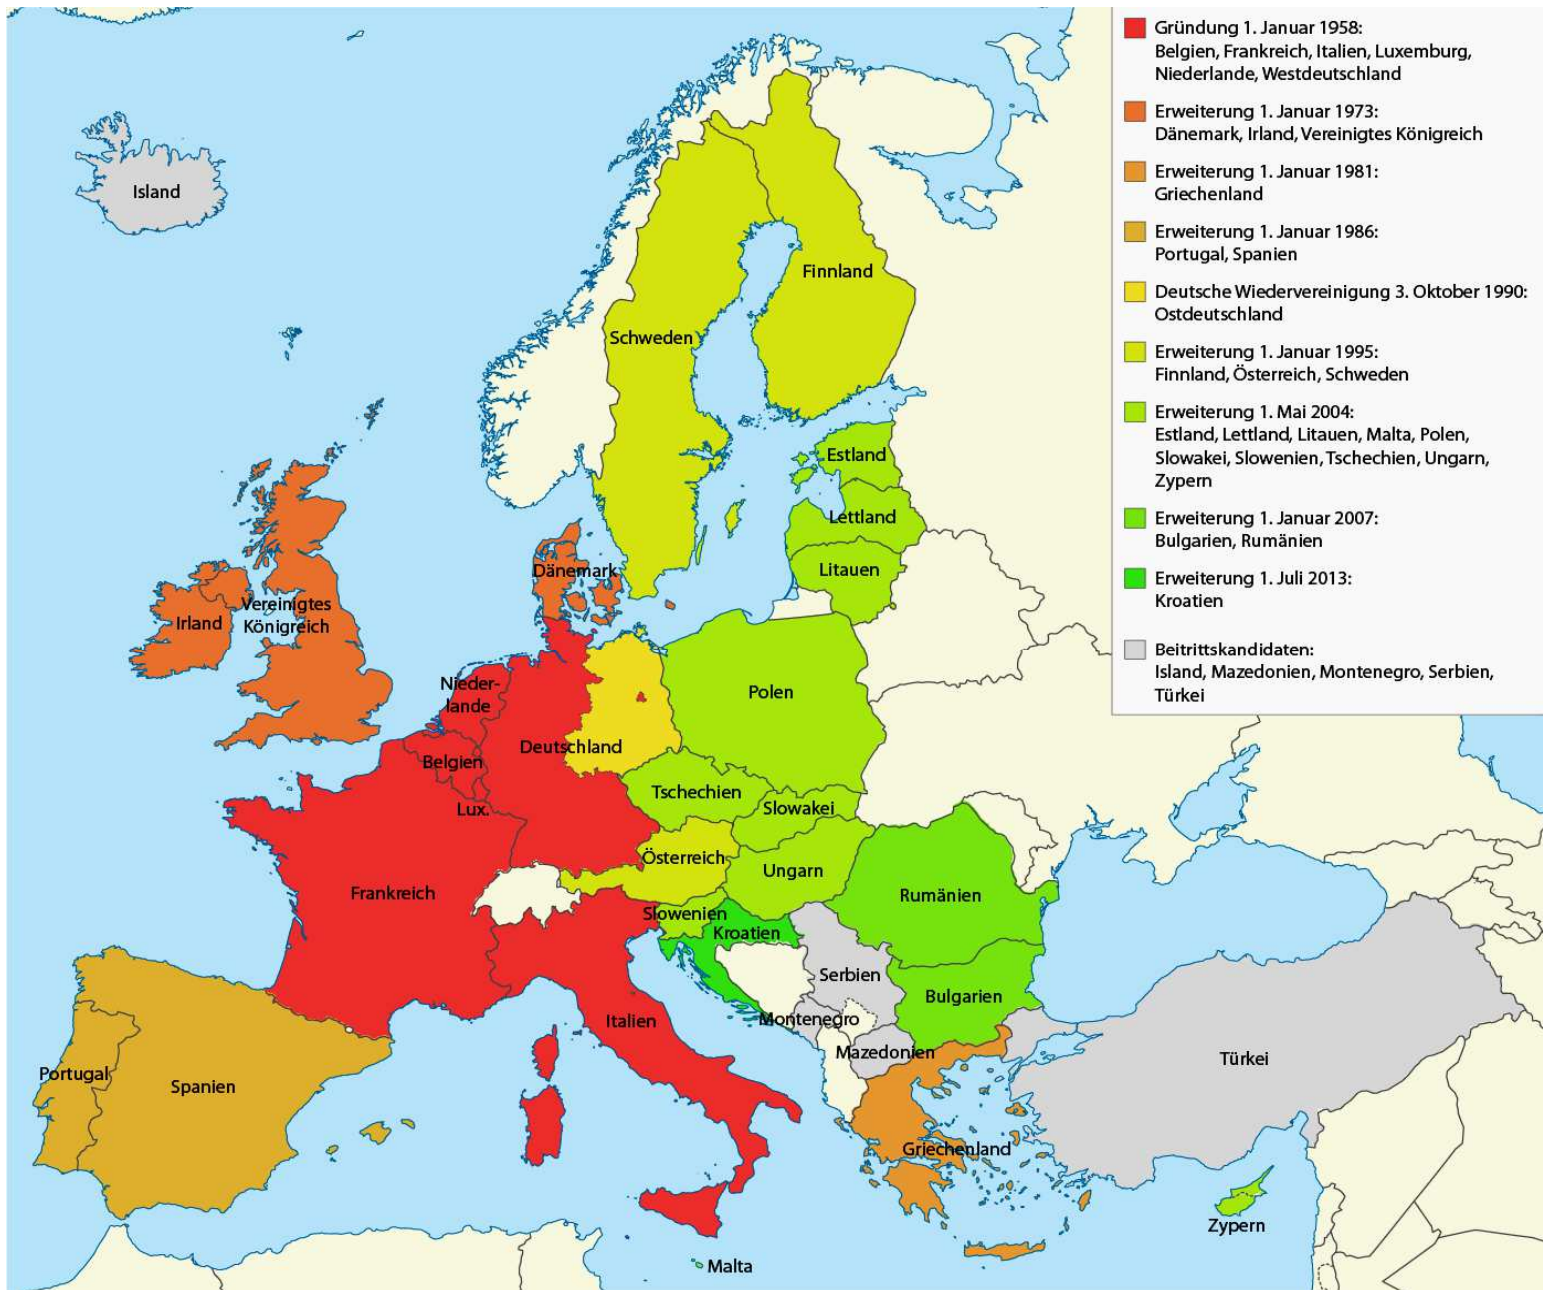 Gründung 1. Januar 1958:
Belgien, Frankreich, Italien, Luxemburg,
Niederlande, Westdeutschland
Erweiterung 1. Januar 1973:
Dänemark, Irland, Vereinigtes Königreich
Erweiterung 1. Januar 1981:
Griechenland
Erweiterung 1. Januar 1986:
Portugal, Spanien
Deutsche Wiedervereinigung 3. Oktober 1990:
Ostdeutschland
Erweiterung 1. Januar 1995:
Finnland, Österreich, Schweden
Erweiterung 1. Mai 2004:
Estland, Lettland, Litauen, Malta, Polen,
Slowakei, Slowenien, Tschechien, Ungarn,
Zypern
Erweiterung 1. Januar 2007:
Bulgarien, Rumänien
Erweiterung 1. Juli 2013:
Kroatien
Beitrittskandidaten:
Island, Mazedonien, Montenegro, Serbien,
Türkei
Island
Finnland
Schweden
Estland
Lettland
Litauen
Dänemark
Irland
Vereinigtes
Königreich
Nieder-
lande
Polen
Deutschland
Belgien
Lux.
Tschechien
Slowakei
Österreich
Ungarn
Frankreich
Rumänien
Slowenien
Kroatien
Serbien
Bulgarien
Montenegro
Italien
Mazedonien
Türkei
Portugal
Spanien
Griechenland
Zypern
Malta